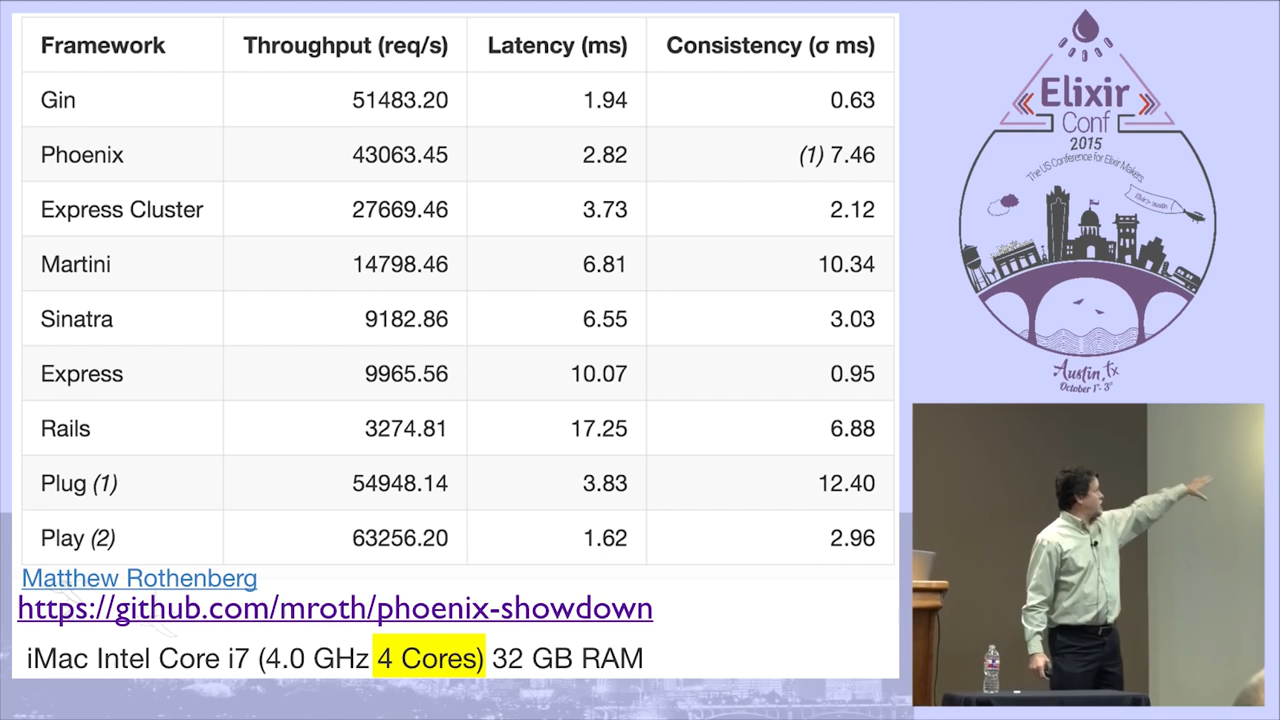 Framework Throughput (req/s) Latency (ms) Consistency (σ ms)
Gin 51483.20 1.94 0.63
Phoenix 43063.45 2.82 (1) 7.46
Express Cluster 27669.46 3.73 2.12
Martini 14798.46 6.81 10.34
Sinatra 9182.86 6.55 3.03
Express 9965.56 10.07 0.95
Rails 3274.81 17.25 6.88
Plug (1) 54948.14 3.83 12.40
Play (2) 63256.20 1.62 2.96
Matthew Rothenberg
https://github.com/mroth/phoenix-showdown
iMac Intel Core i7 (4.0 GHz 4 Cores) 32 GB RAM
Elixir
Conf
2015
The US Conference for Elixir Makers
Austin, Tx
October 1st - 3rd